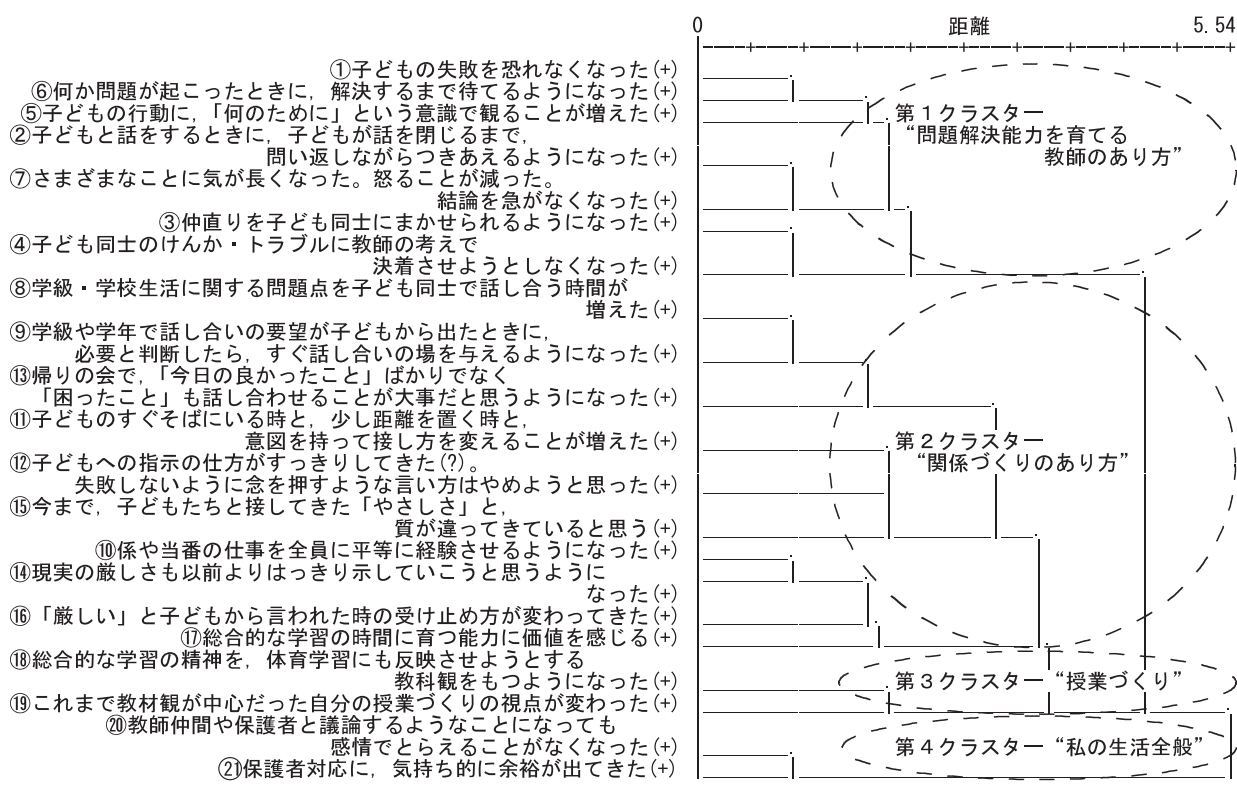 0 距離 5.54
①子どもの失敗を恐れなくなった(+)
⑥何か問題が起こったときに，解決するまで待てるようになった(+)
⑤子どもの行動に，「何のために」という意識で観ることが増えた(+)
②子どもと話をするときに，子どもが話を閉じるまで，
問い返しながらつきあえるようになった(+)
⑦さまざまなことに気が長くなった。怒ることが減った。
結論を急がなくなった(+)
③仲直りを子ども同士にまかせられるようになった(+)
④子ども同士のけんか・トラブルに教師の考えで
決着させようとしなくなった(+)
第１クラスター
“問題解決能力を育てる
教師のあり方”
⑧学級・学校生活に関する問題点を子ども同士で話し合う時間が
増えた(+)
⑨学級や学年で話し合いの要望が子どもから出たときに，
必要と判断したら，すぐ話し合いの場を与えるようになった(+)
⑬帰りの会で，「今日の良かったこと」ばかりでなく
「困ったこと」も話し合わせることが大事だと思うようになった(+)
⑪子どものすぐそばにいる時と，少し距離を置く時と，
意図を持って接し方を変えることが増えた(+)
⑫子どもへの指示の仕方がすっきりしてきた(?)。
失敗しないように念を押すような言い方はやめようと思った(+)
⑮今まで，子どもたちと接してきた「やさしさ」と，
質が違ってきていると思う(+)
⑩係や当番の仕事を全員に平等に経験させるようになった(+)
⑭現実の厳しさも以前よりはっきり示していこうと思うように
なった(+)
⑯「厳しい」と子どもから言われた時の受け止め方が変わってきた(+)
第２クラスター
“関係づくりのあり方”
⑰総合的な学習の時間に育つ能力に価値を感じる(+)
⑱総合的な学習の精神を，体育学習にも反映させようとする
教科観をもつようになった(+)
⑲これまで教材観が中心だった自分の授業づくりの視点が変わった(+)
第３クラスター “授業づくり”
⑳教師仲間や保護者と議論するようなことになっても
感情でとらえることがなくなった(+)
㉑保護者対応に，気持ち的に余裕が出てきた(+)
第４クラスター “私の生活全般”